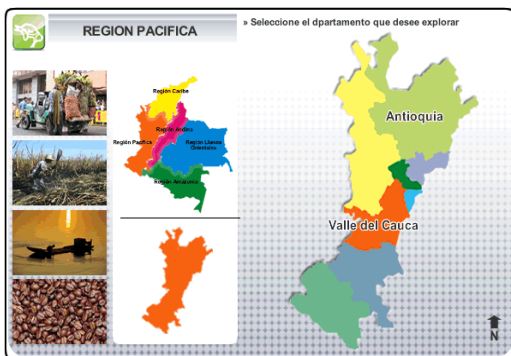 REGION PACIFICA
» Seleccione el dpartamento que desee explorar
Región Caribe
Región Andina
Región Pacífica
Región Llanos
Orientales
Región Amazonía
Antioquia
Valle del Cauca
N